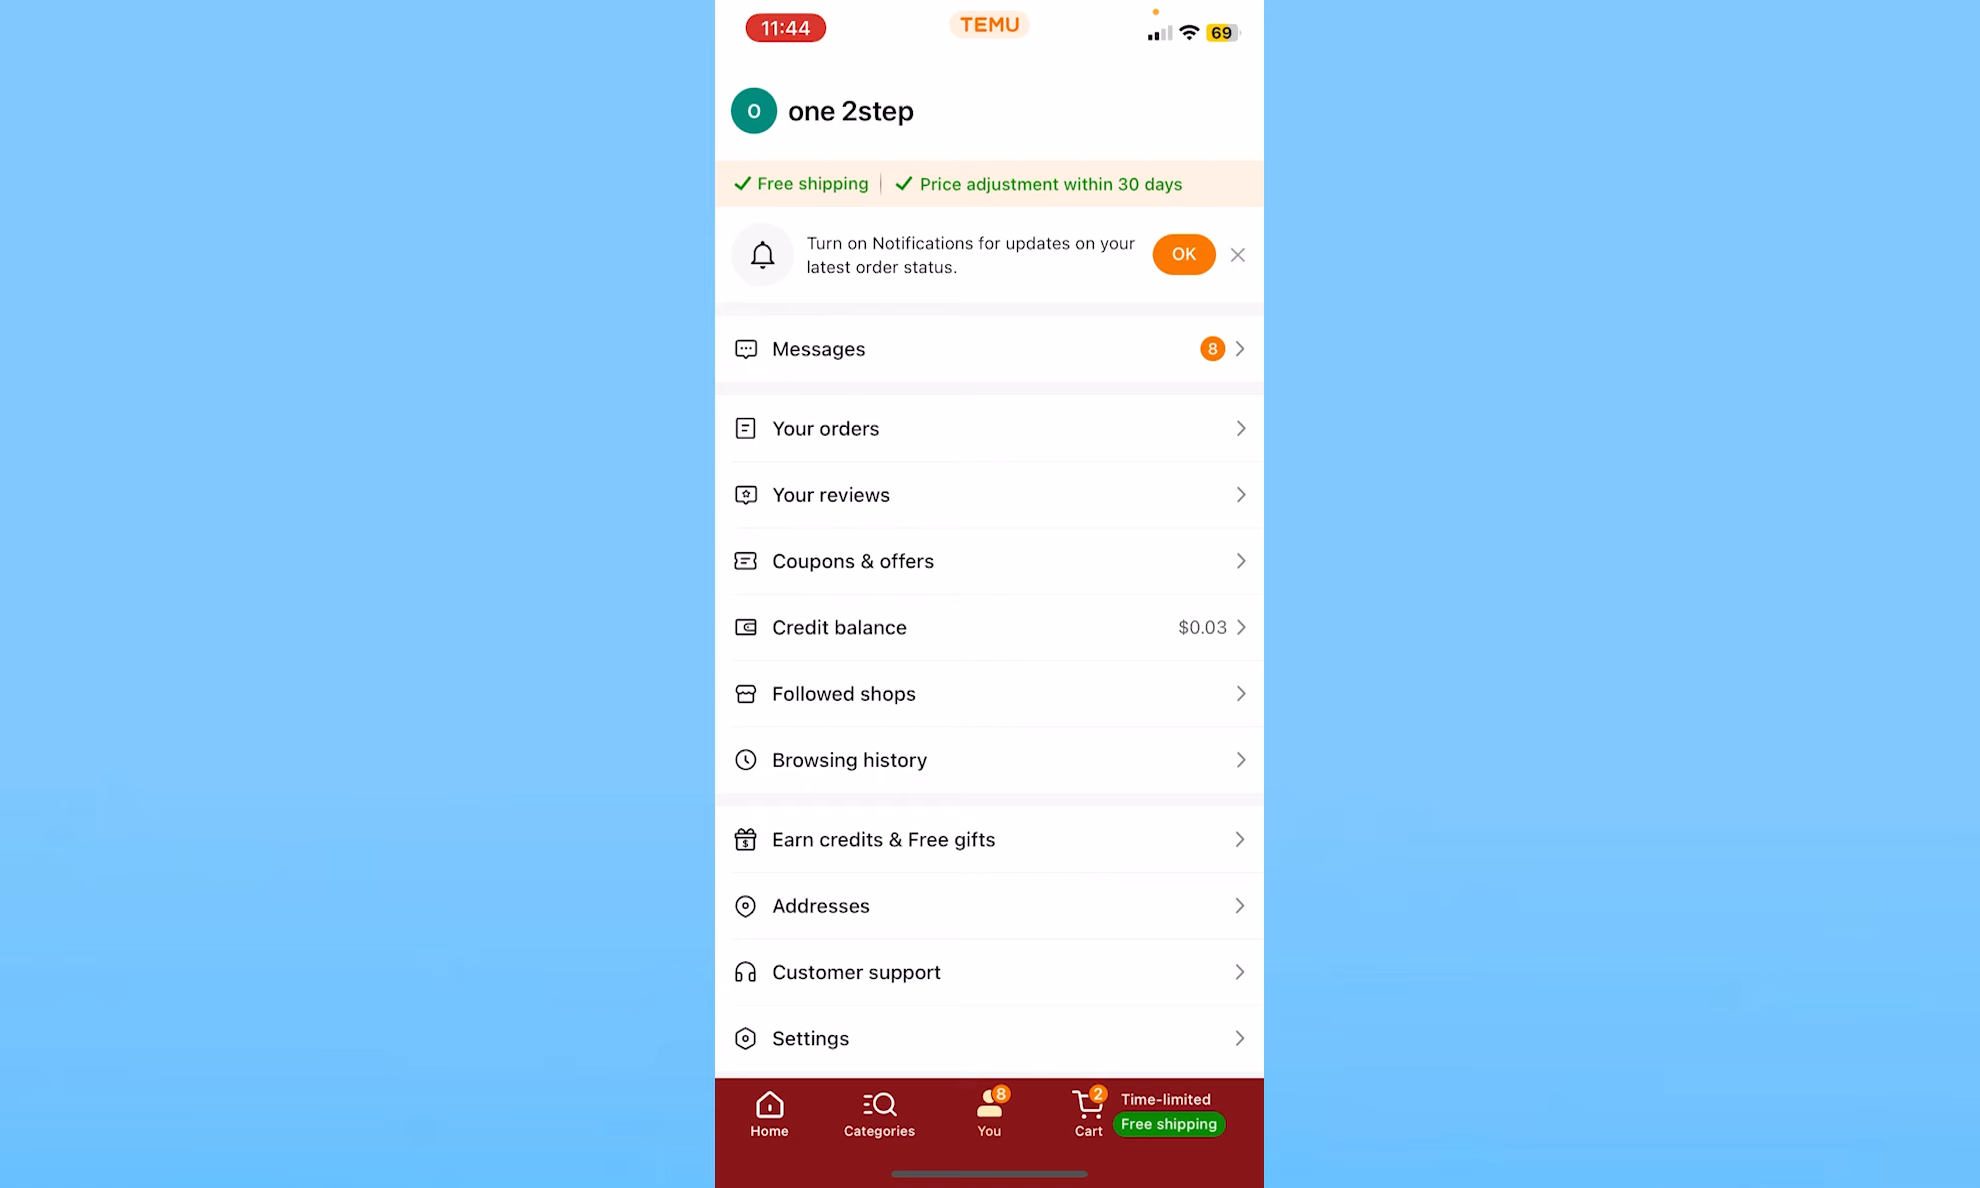 11:44
TEMU
69
O
one 2step
Free shipping
Price adjustment within 30 days
Turn on Notifications for updates on your
latest order status.
OK
Messages
8
Your orders
Your reviews
Coupons & offers
Credit balance
$0.03
Followed shops
Browsing history
Earn credits & Free gifts
Addresses
Customer support
Settings
8
2
Time-limited
Free shipping
Home
Categories
You
Cart